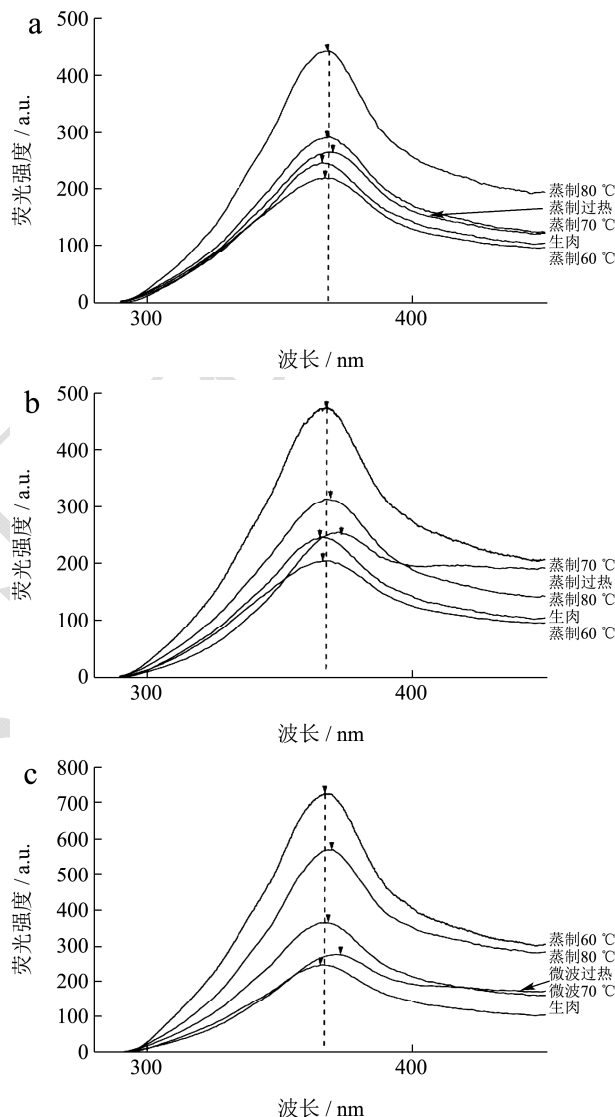 a
500
400
300
200
100
0
荧光强度 / a.u.
蒸制80 ℃
蒸制过热
蒸制70 ℃
生肉
蒸制60 ℃
300
400
波长 / nm
b
500
400
300
200
100
0
荧光强度 / a.u.
蒸制70 ℃
蒸制过热
蒸制80 ℃
生肉
蒸制60 ℃
300
400
波长 / nm
c
800
700
600
500
400
300
200
100
0
荧光强度 / a.u.
蒸制60 ℃
蒸制80 ℃
微波过热
微波70 ℃
生肉
300
400
波长 / nm